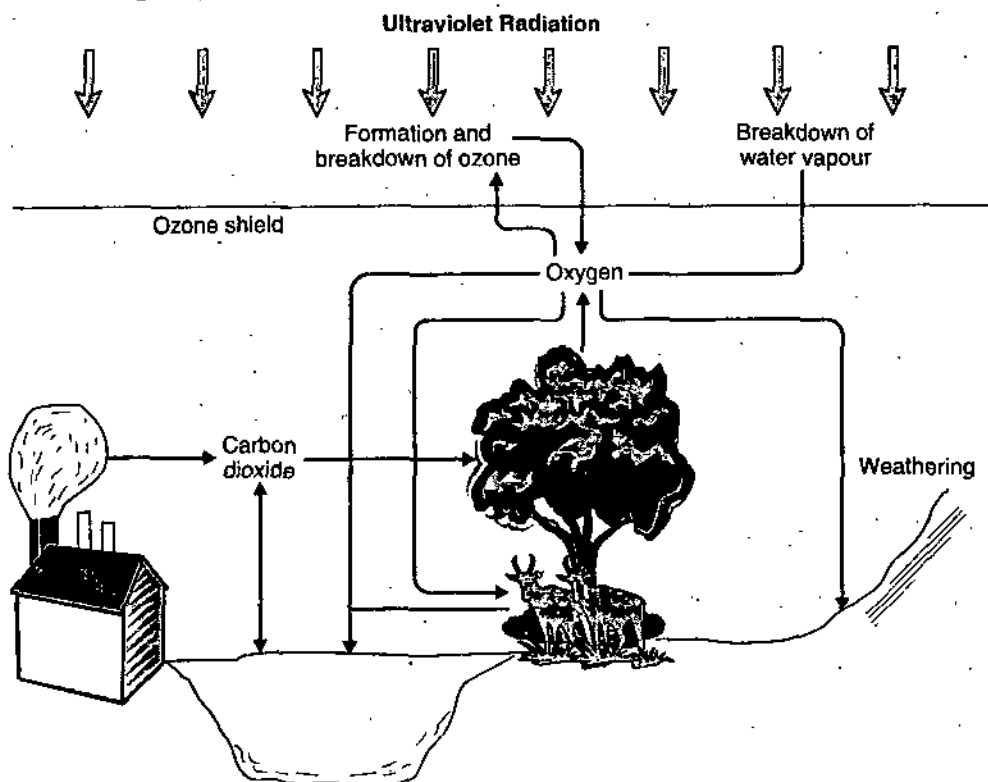 Ultraviolet Radiation
Formation and
breakdown of ozone
Breakdown of
water vapour
Ozone shield
Oxygen
Carbon
dioxide
Weathering